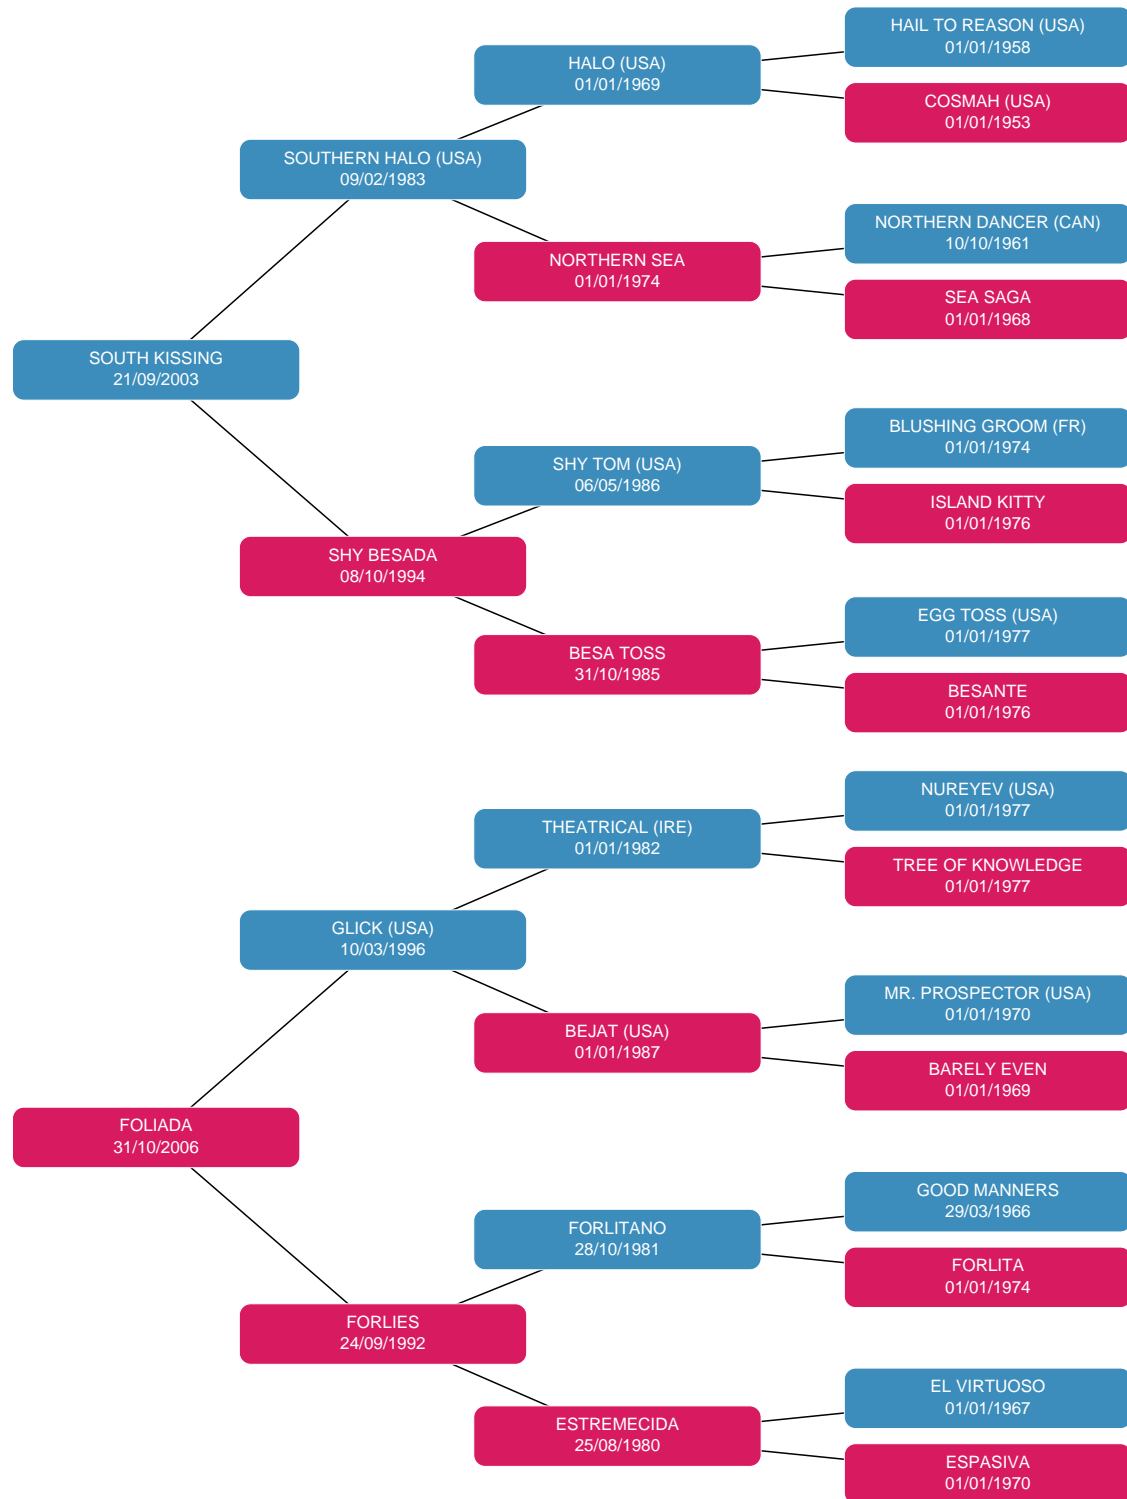 HAIL TO REASON (USA)
01/01/1958
HALO (USA)
01/01/1969
COSMAH (USA)
01/01/1953
SOUTHERN HALO (USA)
09/02/1983
NORTHERN DANCER (CAN)
10/10/1961
NORTHERN SEA
01/01/1974
SEA SAGA
01/01/1968
SOUTH KISSING
21/09/2003
BLUSHING GROOM (FR)
01/01/1974
SHY TOM (USA)
06/05/1986
ISLAND KITTY
01/01/1976
SHY BESADA
08/10/1994
EGG TOSS (USA)
01/01/1977
BESA TOSS
31/10/1985
BESANTE
01/01/1976
NUREYEV (USA)
01/01/1977
THEATRICAL (IRE)
01/01/1982
TREE OF KNOWLEDGE
01/01/1977
GLICK (USA)
10/03/1996
MR. PROSPECTOR (USA)
01/01/1970
BEJAT (USA)
01/01/1987
BARELY EVEN
01/01/1969
FOLIADA
31/10/2006
GOOD MANNERS
29/03/1966
FORLITANO
28/10/1981
FORLITA
01/01/1974
FORLIES
24/09/1992
EL VIRTUOSO
01/01/1967
ESTREMECIDA
25/08/1980
ESPASIVA
01/01/1970